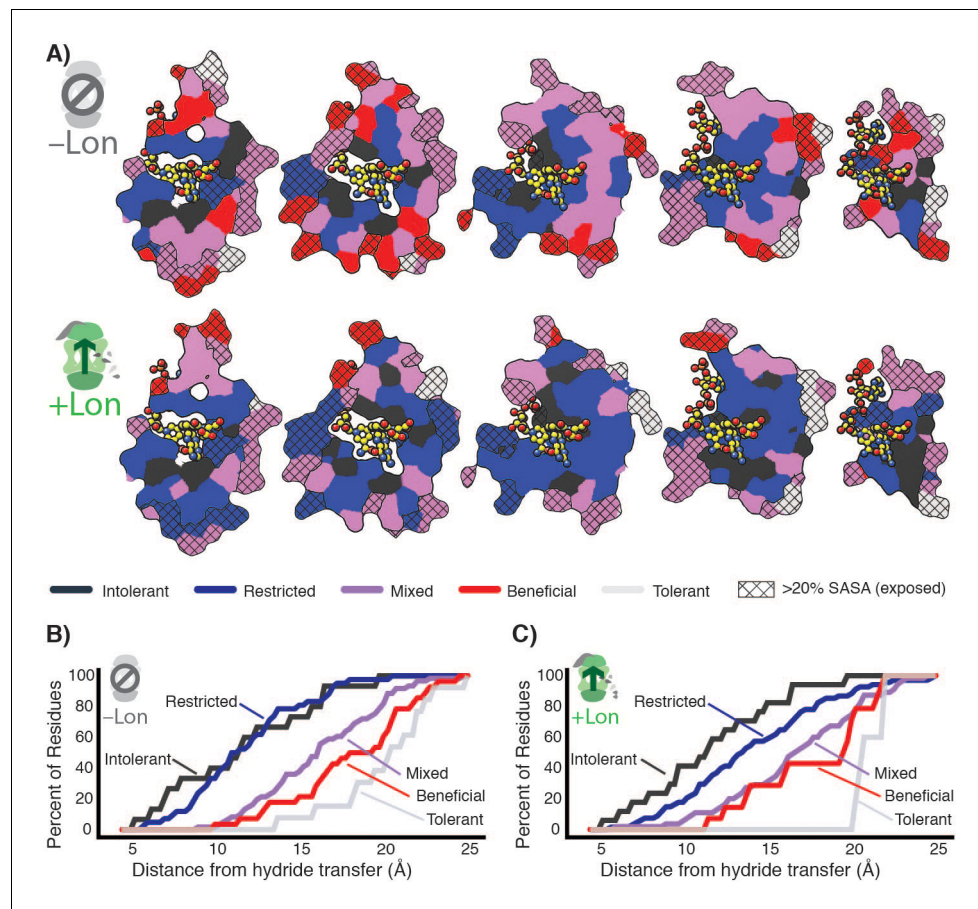 A)
–Lon
+Lon
Intolerant Restricted Mixed Beneficial Tolerant >20% SASA (exposed)
B)
–Lon
Percent of Residues
100
80
60
40
20
0
Restricted
Intolerant
Mixed
Beneficial
Tolerant
5 10 15 20 25
Distance from hydride transfer (Å)
C)
+Lon
Percent of Residues
100
80
60
40
20
0
Restricted
Intolerant
Mixed
Beneficial
Tolerant
5 10 15 20 25
Distance from hydride transfer (Å)